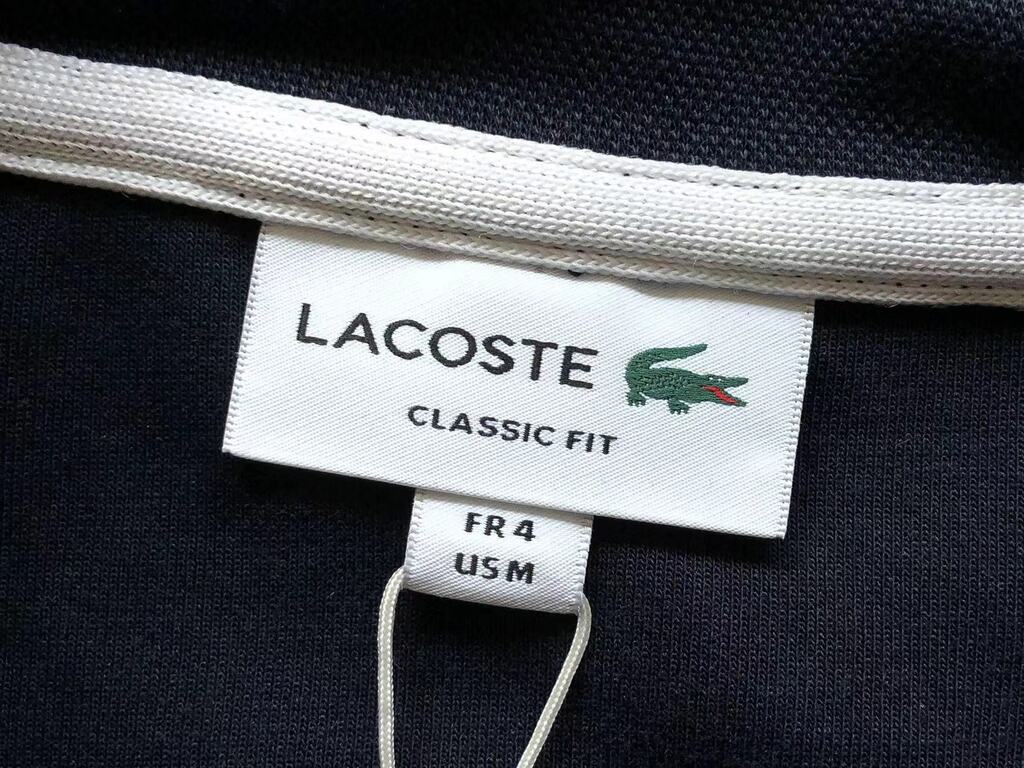 LACOSTE
CLASSIC FIT
FR 4
US M